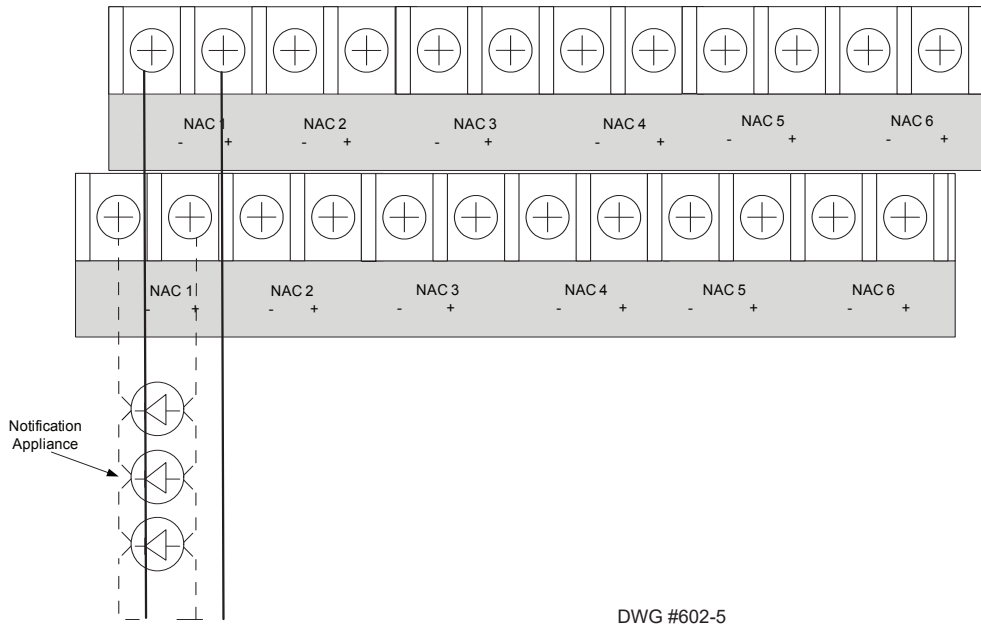 NAC 1 NAC 2 NAC 3 NAC 4 NAC 5 NAC 6
- + - + - + - + - + - +
NAC 1 NAC 2 NAC 3 NAC 4 NAC 5 NAC 6
- + - + - + - + - + - +
Notification
Appliance
DWG #602-5